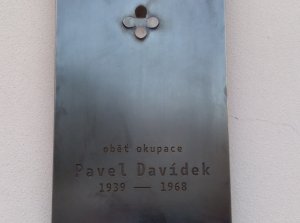 oběť okupace
Pavel Davídek
1939 — 1968